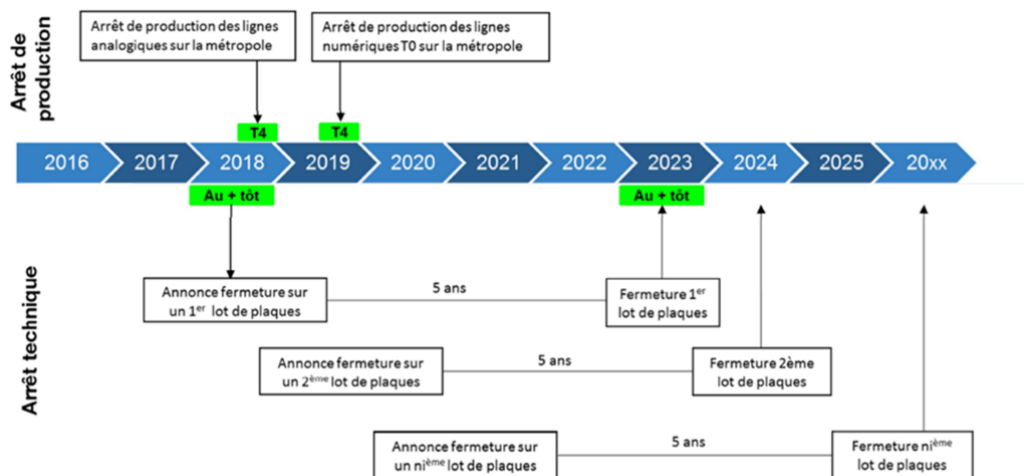 Arrêt de
production
Arrêt de production des lignes
analogiques sur la métropole
Arrêt de production des lignes
numériques T0 sur la métropole
T4
T4
2016
2017
2018
2019
2020
2021
2022
2023
2024
2025
20xx
Au + tôt
Au + tôt
Arrêt technique
Annonce fermeture sur
un 1er lot de plaques
5 ans
Fermeture 1er
lot de plaques
Annonce fermeture sur
un 2ème lot de plaques
5 ans
Fermeture 2ème
lot de plaques
Annonce fermeture sur
un nième lot de plaques
5 ans
Fermeture nième
lot de plaques